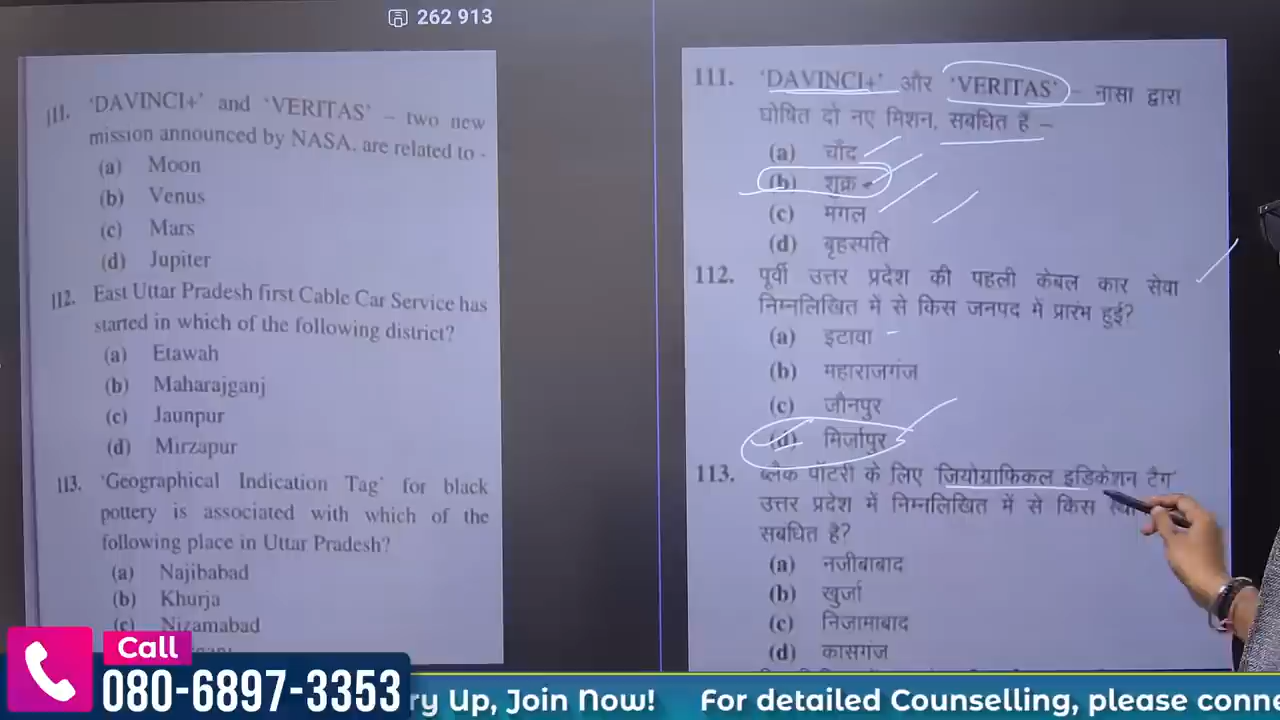 262 913
111. 'DAVINCI+' and 'VERITAS' – two new
mission announced by NASA, are related to -
(a) Moon
(b) Venus
(c) Mars
(d) Jupiter
112. East Uttar Pradesh first Cable Car Service has
started in which of the following district?
(a) Etawah
(b) Maharajganj
(c) Jaunpur
(d) Mirzapur
113. 'Geographical Indication Tag' for black
pottery is associated with which of the
following place in Uttar Pradesh?
(a) Najibabad
(b) Khurja
(c) Nizamabad
111. 'DAVINCI+' और 'VERITAS' – नासा द्वारा
घोषित दो नए मिशन, संबंधित हैं –
(a) चाँद
(b) शुक्र
(c) मंगल
(d) बृहस्पति
112. पूर्वी उत्तर प्रदेश की पहली केबल कार सेवा
निम्नलिखित में से किस जनपद में प्रारंभ हुई?
(a) इटावा
(b) महाराजगंज
(c) जौनपुर
(d) मिर्जापुर
113. ब्लैक पॉटरी के लिए 'जियोग्राफिकल इंडिकेशन टैग'
उत्तर प्रदेश में निम्नलिखित में से किस
संबंधित है?
(a) नजीबाबाद
(b) खुर्जा
(c) निजामाबाद
(d) कासगंज
Call
080-6897-3353
ry Up, Join Now! For detailed Counselling, please conne